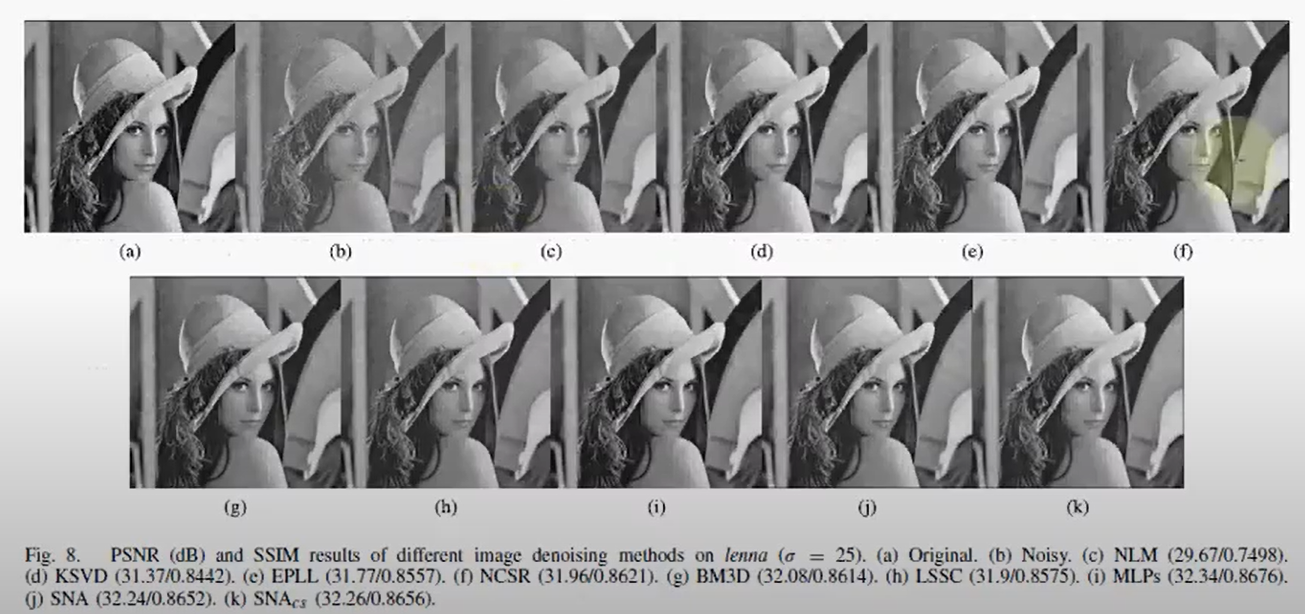 (a) (b) (c) (d) (e) (f)
(g) (h) (i) (j) (k)
Fig. 8. PSNR (dB) and SSIM results of different image denoising methods on lenna (σ = 25). (a) Original. (b) Noisy. (c) NLM (29.67/0.7498).
(d) KSVD (31.37/0.8442). (e) EPLL (31.77/0.8557). (f) NCSR (31.96/0.8621). (g) BM3D (32.08/0.8614). (h) LSSC (31.9/0.8575). (i) MLPs (32.34/0.8676).
(j) SNA (32.24/0.8652). (k) SNAcs (32.26/0.8656).